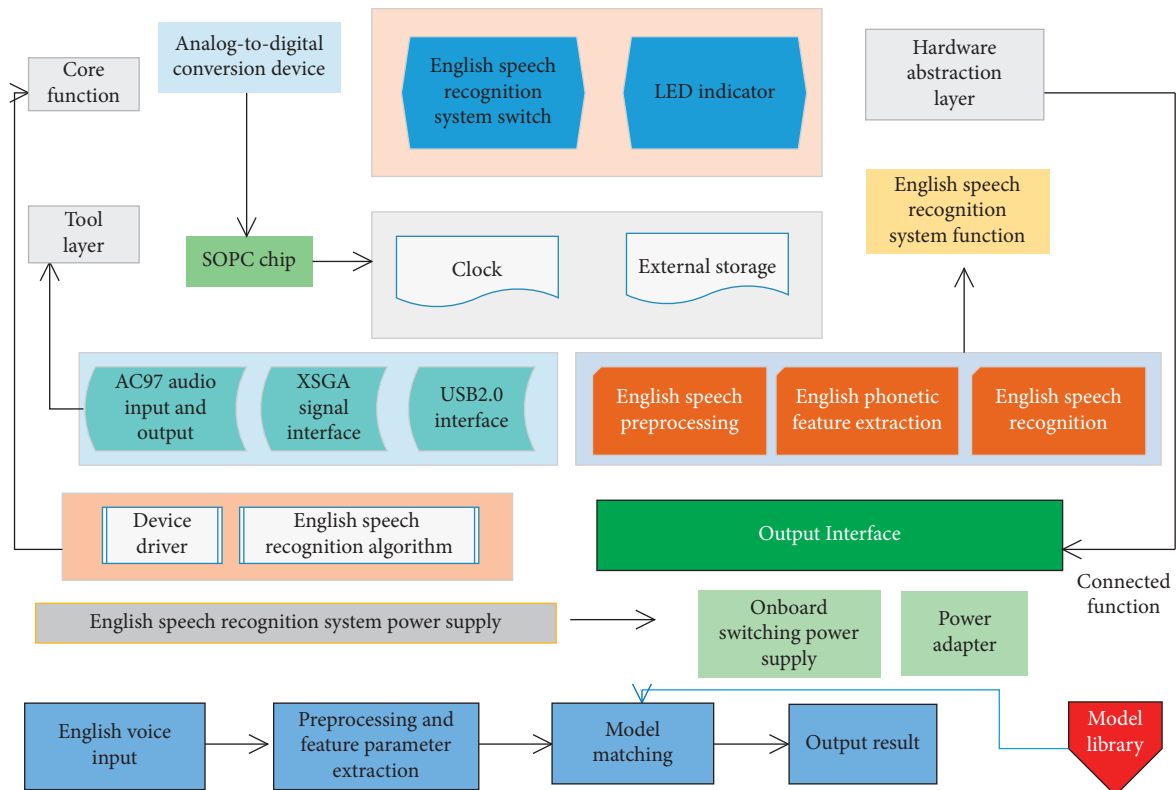 Core
function
Analog-to-digital
conversion device
English speech
recognition
system switch
LED indicator
Hardware
abstraction
layer
Tool
layer
SOPC chip
Clock
External storage
English speech
recognition
system function
AC97 audio
input and
output
XSGA
signal
interface
USB2.0
interface
English speech
preprocessing
English phonetic
feature extraction
English speech
recognition
Device
driver
English speech
recognition algorithm
Output Interface
Connected
function
English speech recognition system power supply
Onboard
switching power
supply
Power
adapter
English voice
input
Preprocessing and
feature parameter
extraction
Model
matching
Output result
Model
library